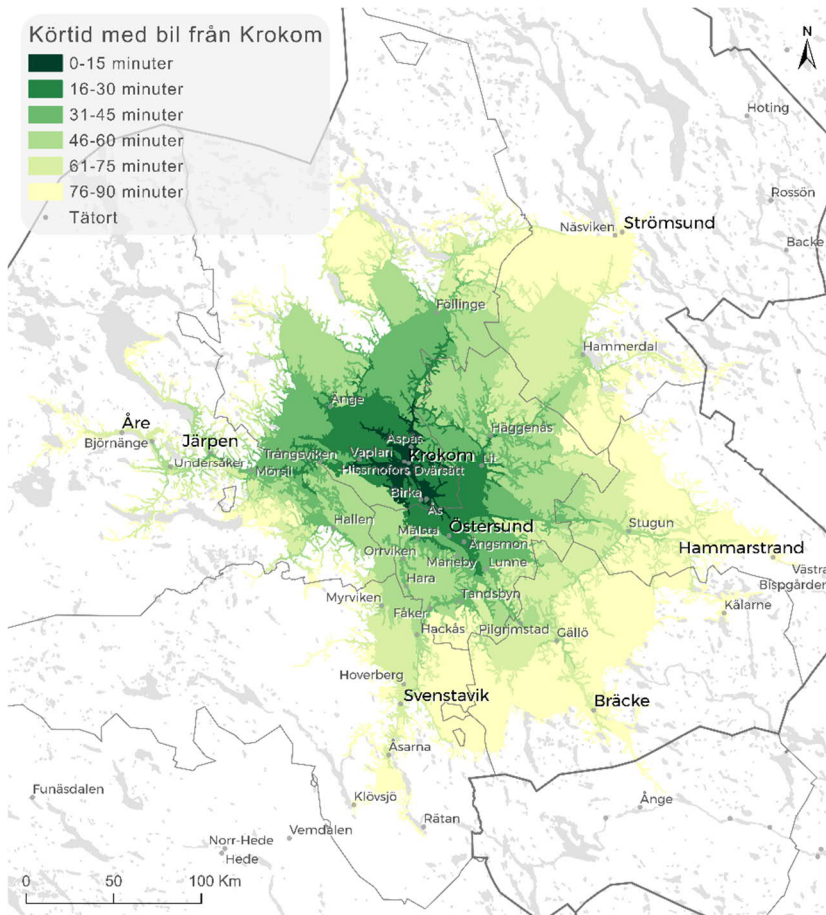 Körtid med bil från Krokom
0-15 minuter
16-30 minuter
31-45 minuter
46-60 minuter
61-75 minuter
76-90 minuter
Tätort
N
Hoting
Rossön
Backe
Näsviken
Strömsund
Föllinge
Hammerdal
Änge
Åre
Björnänge
Järpen
Undersåker
Trångsviken
Mörsil
Aspås
Vaplan
Krokom
Hissmofors
Dvärsätt
Häggenås
Lit
Birka
Ås
Hallen
Målsta
Östersund
Ängsmon
Orrviken
Marieby
Lunne
Stugun
Hammarstrand
Västra
Bispgården
Kälarne
Hara
Tandsbyn
Myrviken
Fåker
Hackås
Pilgrimstad
Gällö
Hoverberg
Svenstavik
Bräcke
Åsarna
Klövsjö
Rätan
Ånge
Funäsdalen
Norr-Hede
Hede
Vemdalen
0 50 100 Km